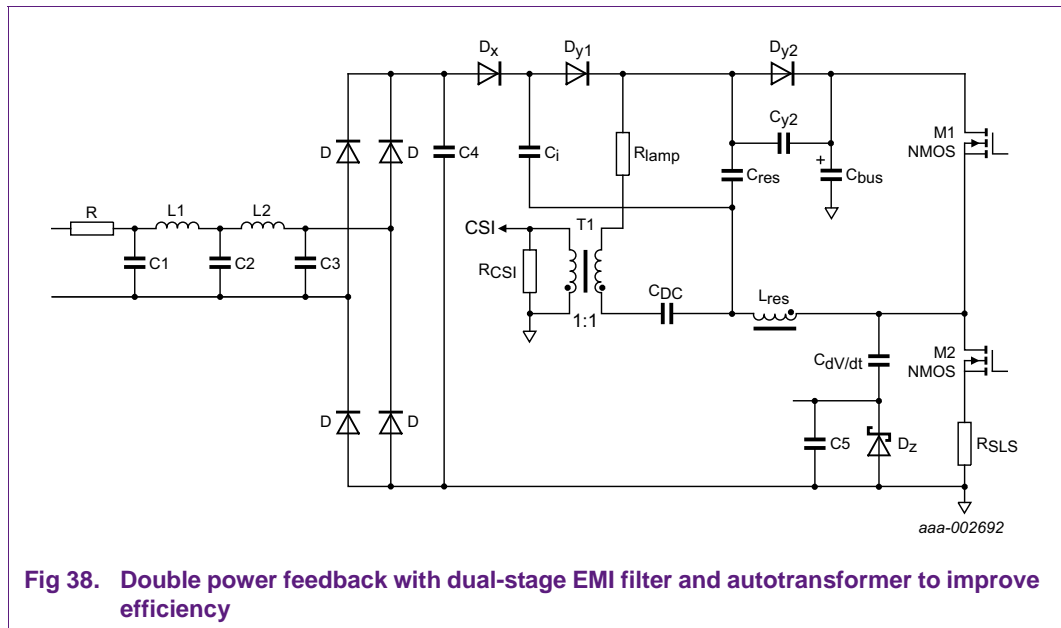 Dx
Dy1
Dy2
D
D
C4
Ci
Rlamp
Cy2
Cres
+
Cbus
M1
NMOS
R
L1
L2
C1
C2
C3
CSI
T1
RCSI
1:1
CDC
Lres
CdV/dt
M2
NMOS
D
D
C5
Dz
RSLS
aaa-002692
Fig 38. Double power feedback with dual-stage EMI filter and autotransformer to improve
efficiency